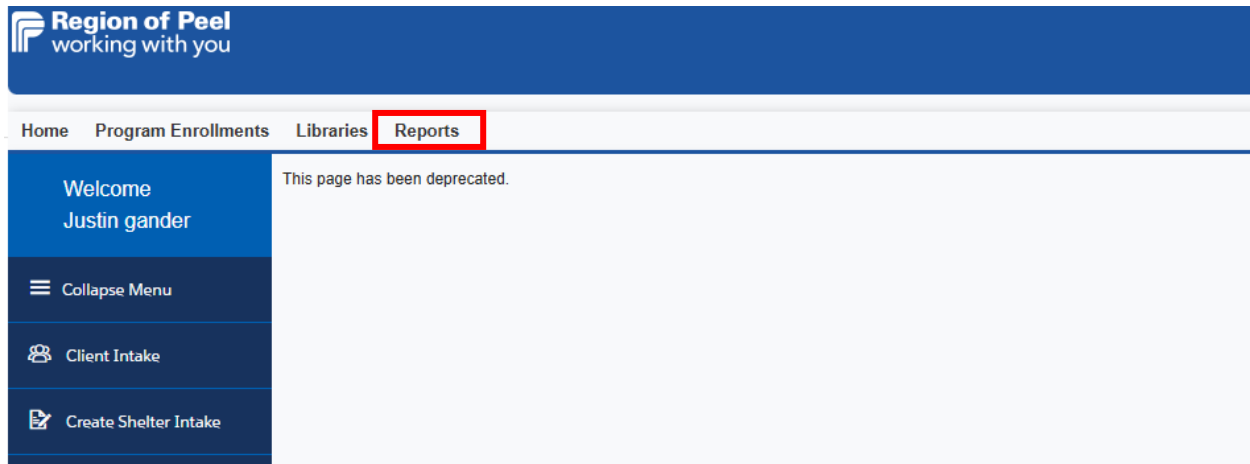 Region of Peel
working with you
Home Program Enrollments Libraries Reports
Welcome
Justin gander
This page has been deprecated.
Collapse Menu
Client Intake
Create Shelter Intake